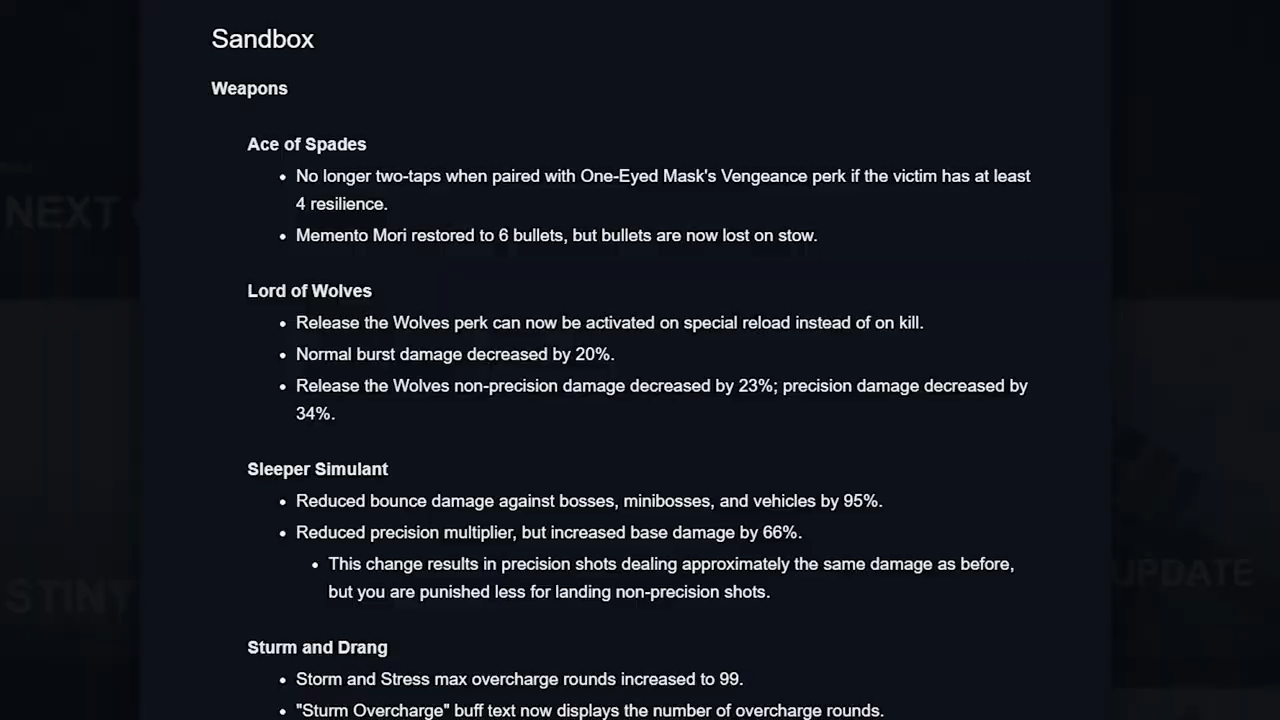 Sandbox
Weapons
Ace of Spades
No longer two-taps when paired with One-Eyed Mask's Vengeance perk if the victim has at least
4 resilience.
Memento Mori restored to 6 bullets, but bullets are now lost on stow.
Lord of Wolves
Release the Wolves perk can now be activated on special reload instead of on kill.
Normal burst damage decreased by 20%.
Release the Wolves non-precision damage decreased by 23%; precision damage decreased by
34%.
Sleeper Simulant
Reduced bounce damage against bosses, minibosses, and vehicles by 95%.
Reduced precision multiplier, but increased base damage by 66%.
This change results in precision shots dealing approximately the same damage as before,
but you are punished less for landing non-precision shots.
Sturm and Drang
Storm and Stress max overcharge rounds increased to 99.
"Sturm Overcharge" buff text now displays the number of overcharge rounds.
NEXT
UPDATE